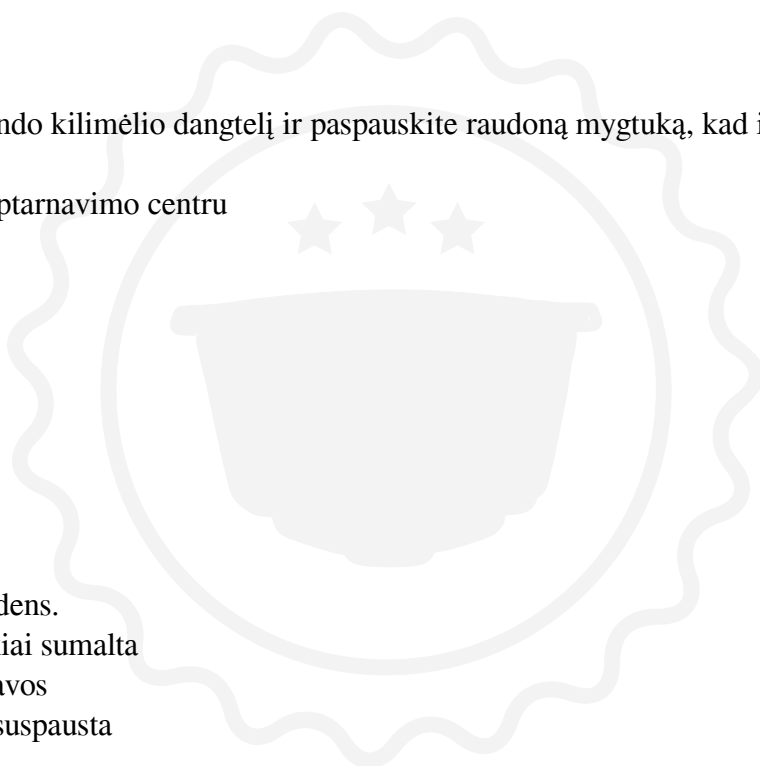 ndo kilimėlio dangtelį ir paspauskite raudoną mygtuką, kad i
ptarnavimo centru
dens.
iai sumalta
avos
suspausta